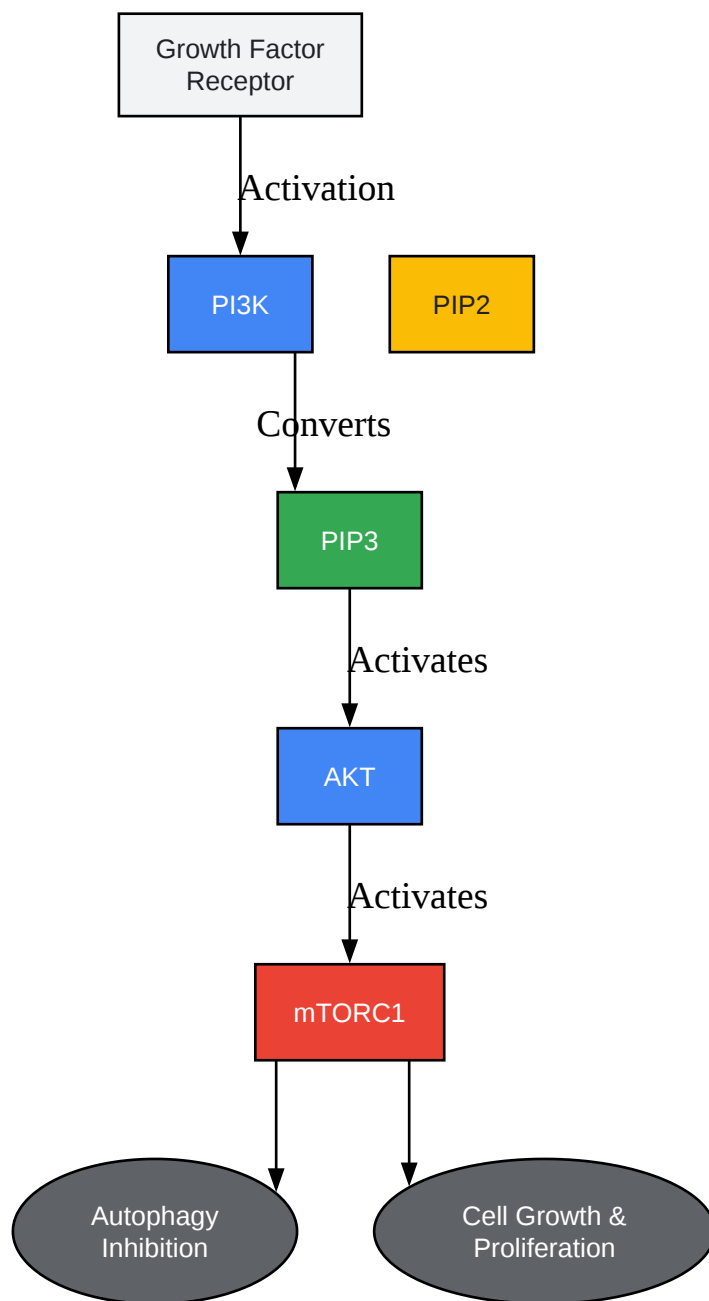 Growth Factor
Receptor
Activation
PI3K
PIP2
Converts
PIP3
Activates
AKT
Activates
mTORC1
Autophagy
Inhibition
Cell Growth &
Proliferation